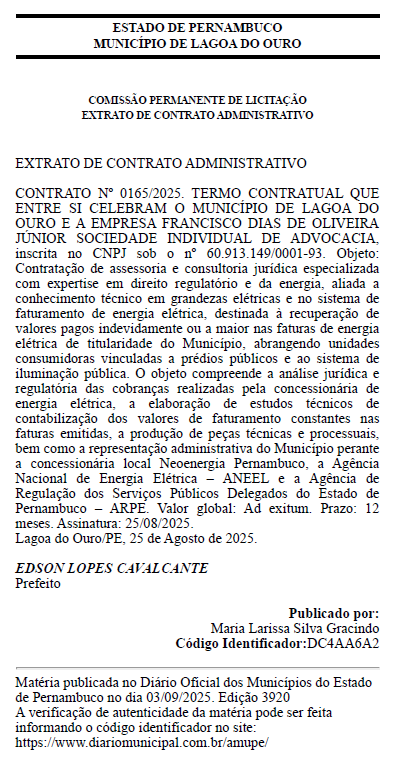 ESTADO DE PERNAMBUCO
MUNICÍPIO DE LAGOA DO OURO
COMISSÃO PERMANENTE DE LICITAÇÃO
EXTRATO DE CONTRATO ADMINISTRATIVO
EXTRATO DE CONTRATO ADMINISTRATIVO
CONTRATO Nº 0165/2025. TERMO CONTRATUAL QUE
ENTRE SI CELEBRAM O MUNICÍPIO DE LAGOA DO
OURO E A EMPRESA FRANCISCO DIAS DE OLIVEIRA
JÚNIOR SOCIEDADE INDIVIDUAL DE ADVOCACIA,
inscrita no CNPJ sob o nº 60.913.149/0001-93. Objeto:
Contratação de assessoria e consultoria jurídica especializada
com expertise em direito regulatório e da energia, aliada a
conhecimento técnico em grandezas elétricas e no sistema de
faturamento de energia elétrica, destinada à recuperação de
valores pagos indevidamente ou a maior nas faturas de energia
elétrica de titularidade do Município, abrangendo unidades
consumidoras vinculadas a prédios públicos e ao sistema de
iluminação pública. O objeto compreende a análise jurídica e
regulatória das cobranças realizadas pela concessionária de
energia elétrica, a elaboração de estudos técnicos de
contabilização dos valores de faturamento constantes nas
faturas emitidas, a produção de peças técnicas e processuais,
bem como a representação administrativa do Município perante
a concessionária local Neoenergia Pernambuco, a Agência
Nacional de Energia Elétrica – ANEEL e a Agência de
Regulação dos Serviços Públicos Delegados do Estado de
Pernambuco – ARPE. Valor global: Ad exitum. Prazo: 12
meses. Assinatura: 25/08/2025.
Lagoa do Ouro/PE, 25 de Agosto de 2025.
EDSON LOPES CAVALCANTE
Prefeito
Publicado por:
Maria Larissa Silva Gracindo
Código Identificador:DC4AA6A2
Matéria publicada no Diário Oficial dos Municípios do Estado
de Pernambuco no dia 03/09/2025. Edição 3920
A verificação de autenticidade da matéria pode ser feita
informando o código identificador no site:
https://www.diariomunicipal.com.br/amupe/